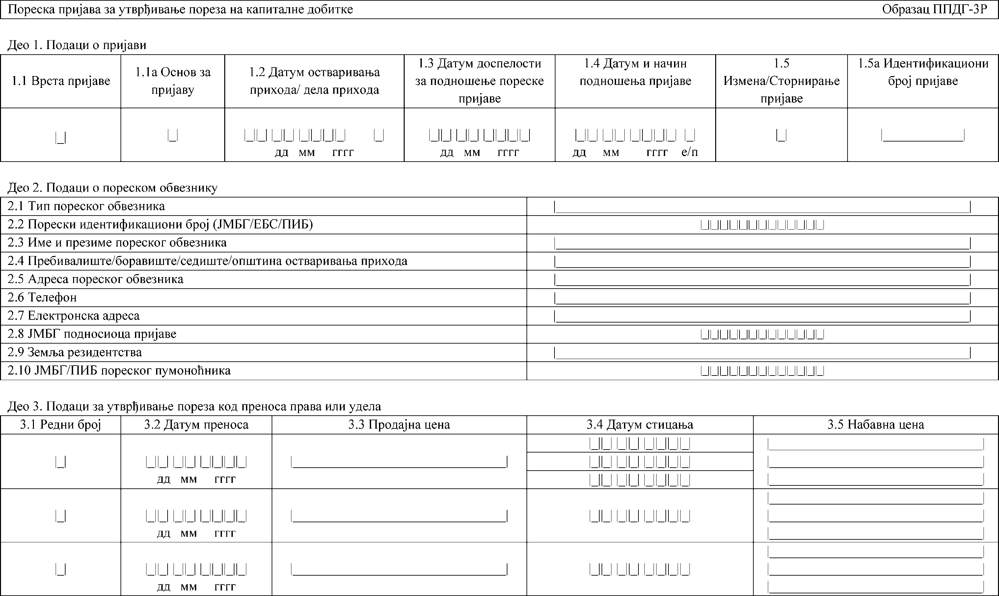 Пореска пријава за утврђивање пореза на капиталне добитке Образац ППДГ-3Р
Део 1. Подаци о пријави
1.1 Врста пријаве
1.1а Основ за
пријаву
1.2 Датум остваривања
прихода/ дела прихода
1.3 Датум доспелости
за подношење пореске
пријаве
1.4 Датум и начин
подношења пријаве
1.5
Измена/Сторнирање
пријаве
1.5а Идентификациони
број пријаве
дд мм гггг
дд мм гггг
дд мм гггг е/п
Део 2. Подаци о пореском обвезнику
2.1 Тип пореског обвезника
2.2 Порески идентификациони број (ЈМБГ/ЕБС/ПИБ)
2.3 Име и презиме пореског обвезника
2.4 Пребивалиште/боравиште/седиште/општина остваривања прихода
2.5 Адреса пореског обвезника
2.6 Телефон
2.7 Електронска адреса
2.8 ЈМБГ подносиоца пријаве
2.9 Земља резидентства
2.10 ЈМБГ/ПИБ пореског пумоноћника
Део 3. Подаци за утврђивање пореза код преноса права или удела
3.1 Редни број
3.2 Датум преноса
3.3 Продајна цена
3.4 Датум стицања
3.5 Набавна цена
дд мм гггг
дд мм гггг
дд мм гггг